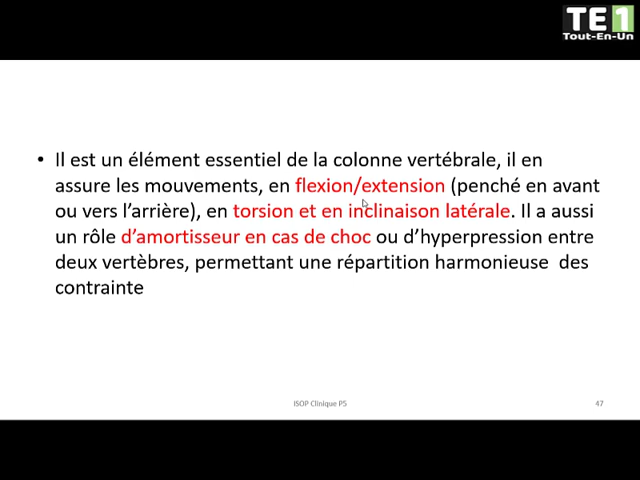 TE1
Tout-En-Un
• Il est un élément essentiel de la colonne vertébrale, il en
assure les mouvements, en flexion/extension (penché en avant
ou vers l’arrière), en torsion et en inclinaison latérale. Il a aussi
un rôle d’amortisseur en cas de choc ou d’hyperpression entre
deux vertèbres, permettant une répartition harmonieuse des
contrainte
ISOP Clinique P5
47